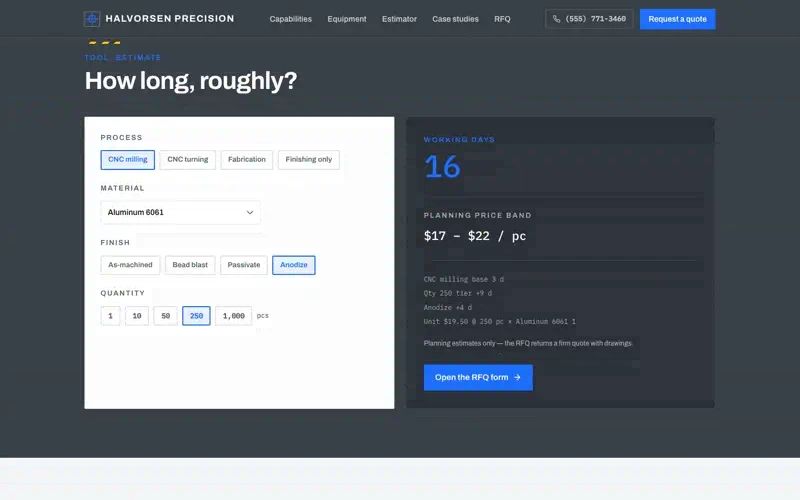 HALVORSEN PRECISION
Capabilities
Equipment
Estimator
Case studies
RFQ
(555) 771-3460
Request a quote
TOOL ESTIMATE
How long, roughly?
PROCESS
CNC milling
CNC turning
Fabrication
Finishing only
MATERIAL
Aluminum 6061
FINISH
As-machined
Bead blast
Passivate
Anodize
QUANTITY
1
10
50
250
1,000
pcs
WORKING DAYS
16
PLANNING PRICE BAND
$17 – $22 / pc
CNC milling base 3 d
Qty 250 tier +9 d
Anodize +4 d
Unit $19.50 @ 250 pc × Aluminum 6061 1
Planning estimates only — the RFQ returns a firm quote with drawings.
Open the RFQ form →